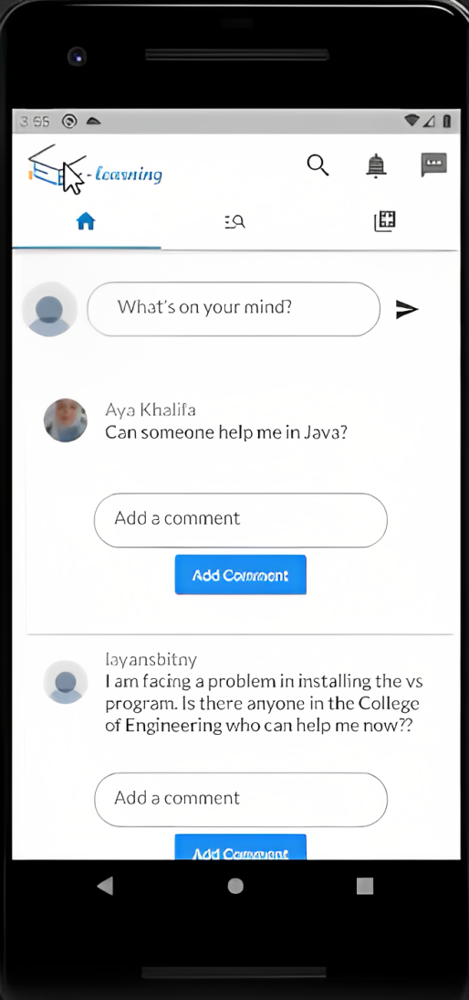 3:55
- learning
What's on your mind?
Aya Khalifa
Can someone help me in Java?
Add a comment
Add Comment
layansbitny
I am facing a problem in installing the vs
program. Is there anyone in the College
of Engineering who can help me now??
Add a comment
Add Comment